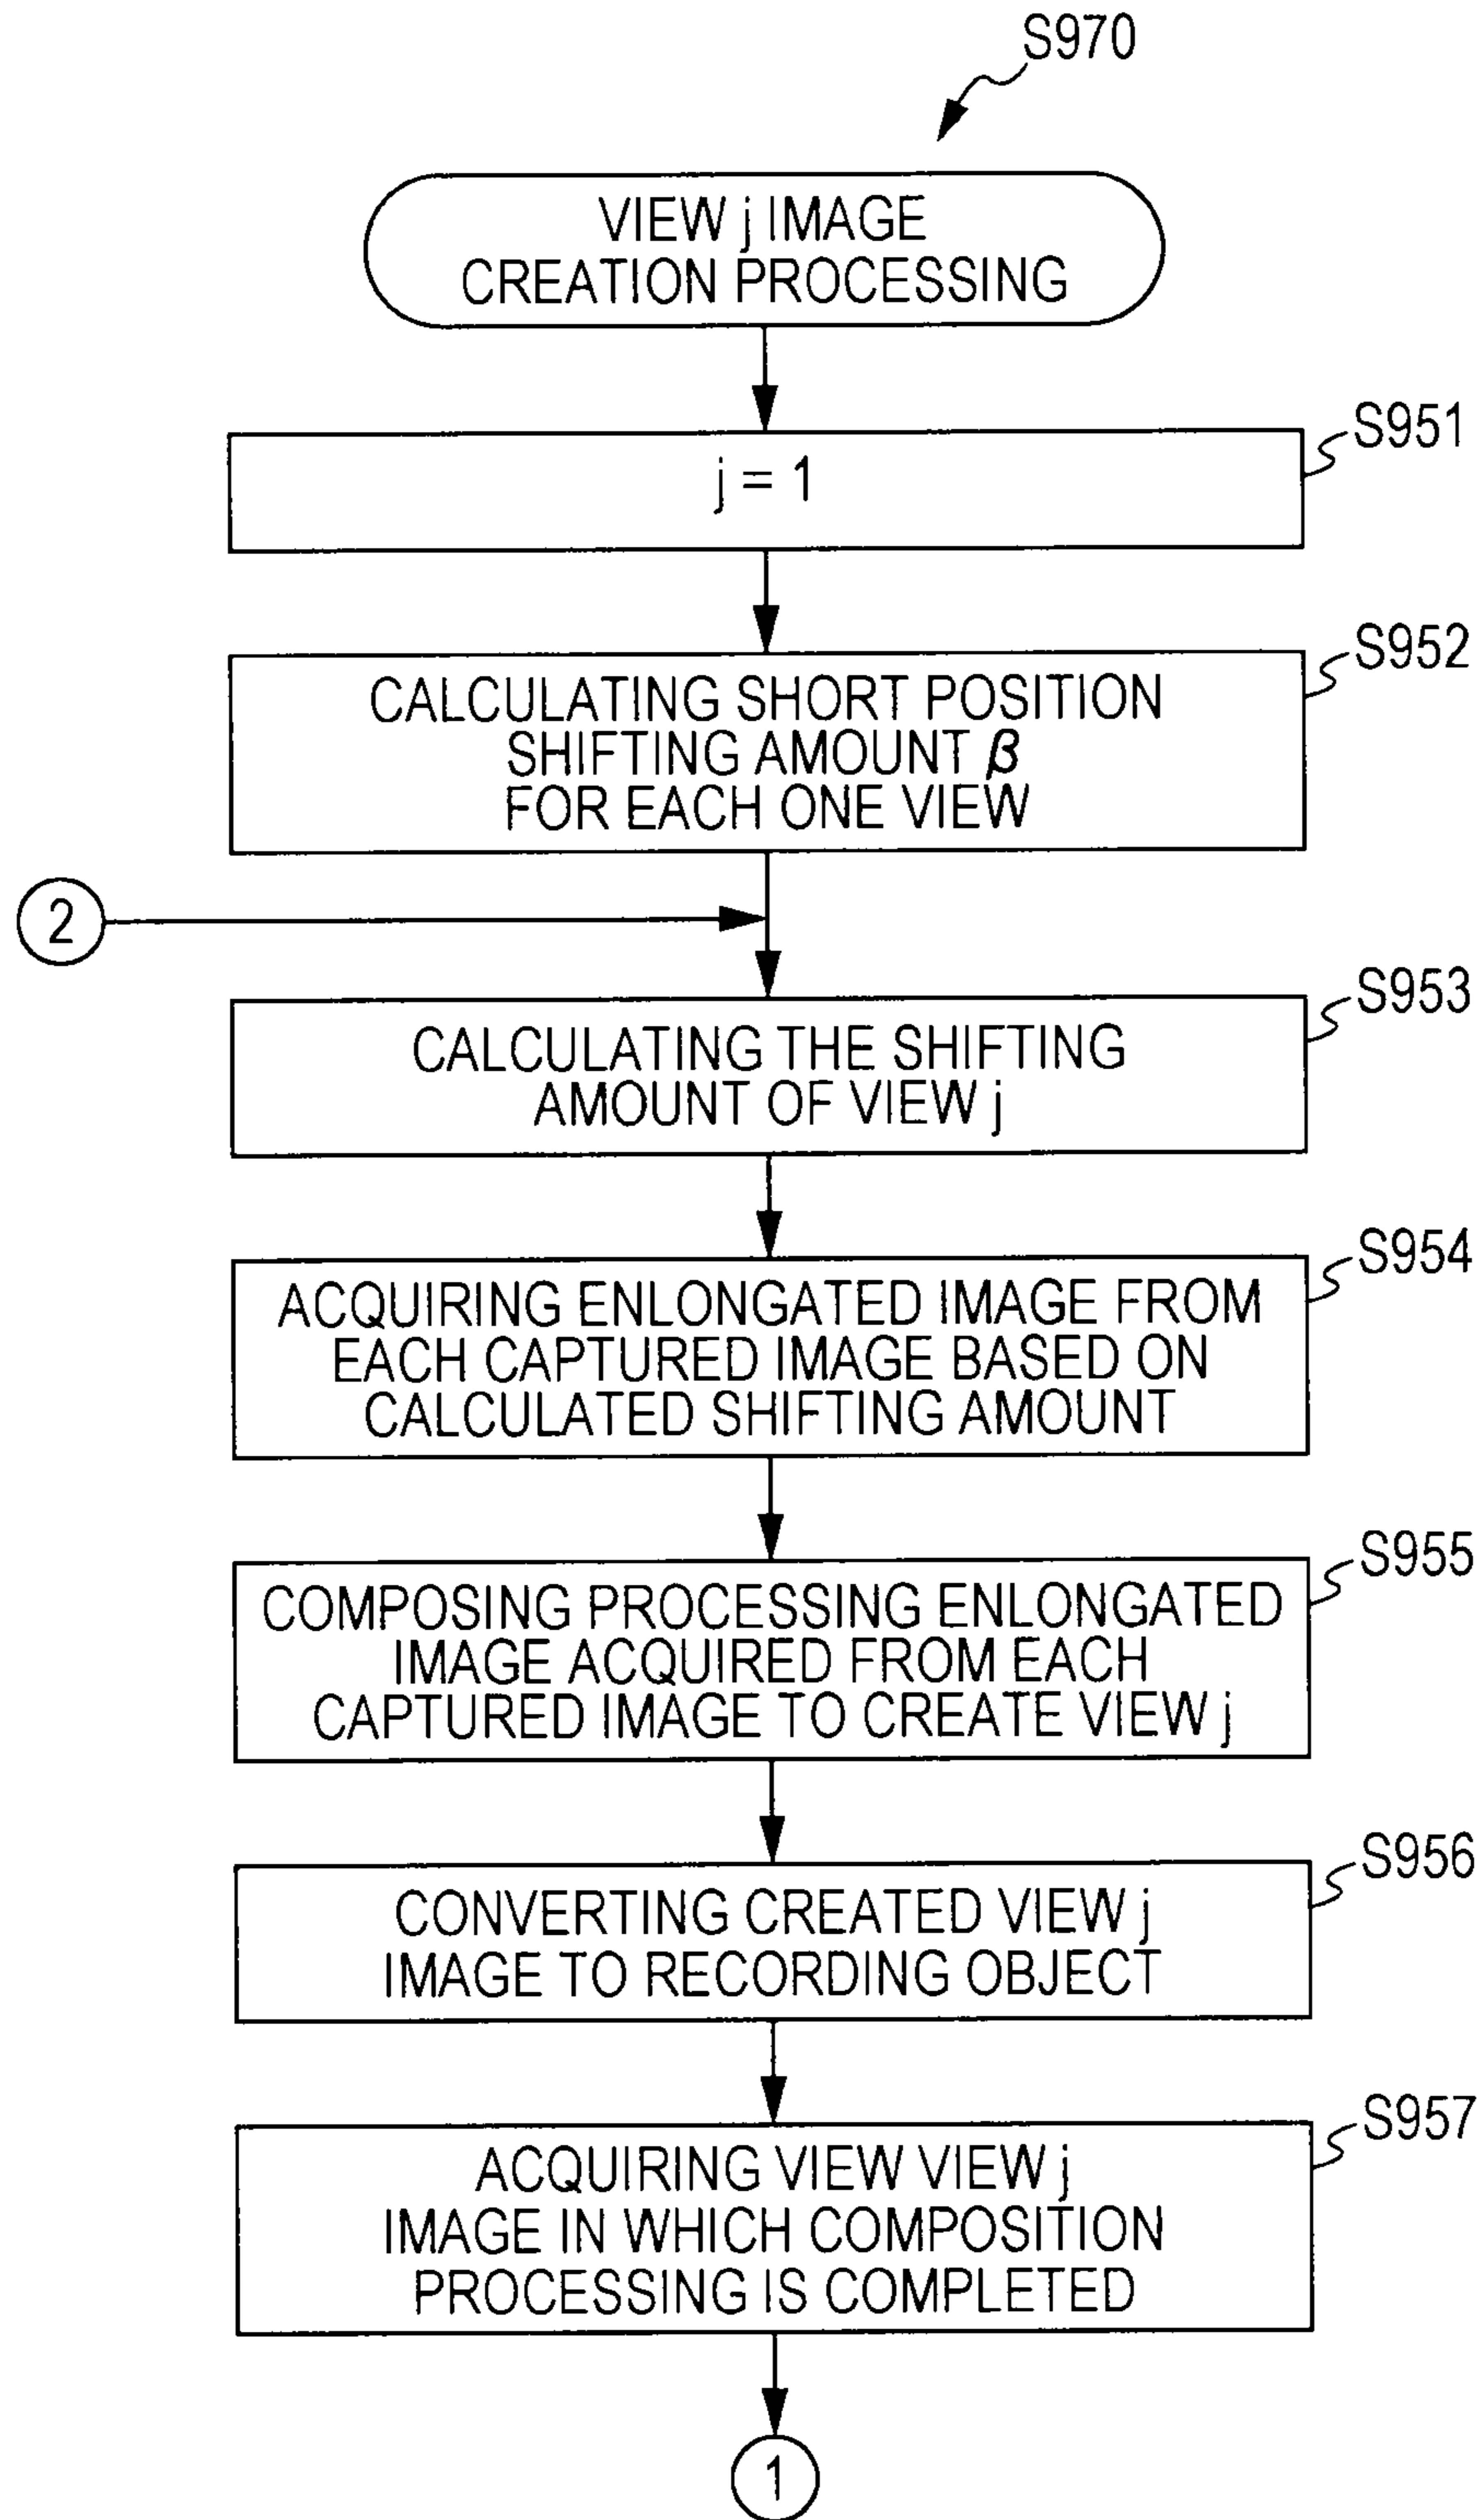 S970
VIEW j IMAGE
CREATION PROCESSING
S951
j = 1
S952
CALCULATING SHORT POSITION
SHIFTING AMOUNT β
FOR EACH ONE VIEW
2
S953
CALCULATING THE SHIFTING
AMOUNT OF VIEW j
S954
ACQUIRING ENLONGATED IMAGE FROM
EACH CAPTURED IMAGE BASED ON
CALCULATED SHIFTING AMOUNT
S955
COMPOSING PROCESSING ENLONGATED
IMAGE ACQUIRED FROM EACH
CAPTURED IMAGE TO CREATE VIEW j
S956
CONVERTING CREATED VIEW j
IMAGE TO RECORDING OBJECT
S957
ACQUIRING VIEW VIEW j
IMAGE IN WHICH COMPOSITION
PROCESSING IS COMPLETED
1